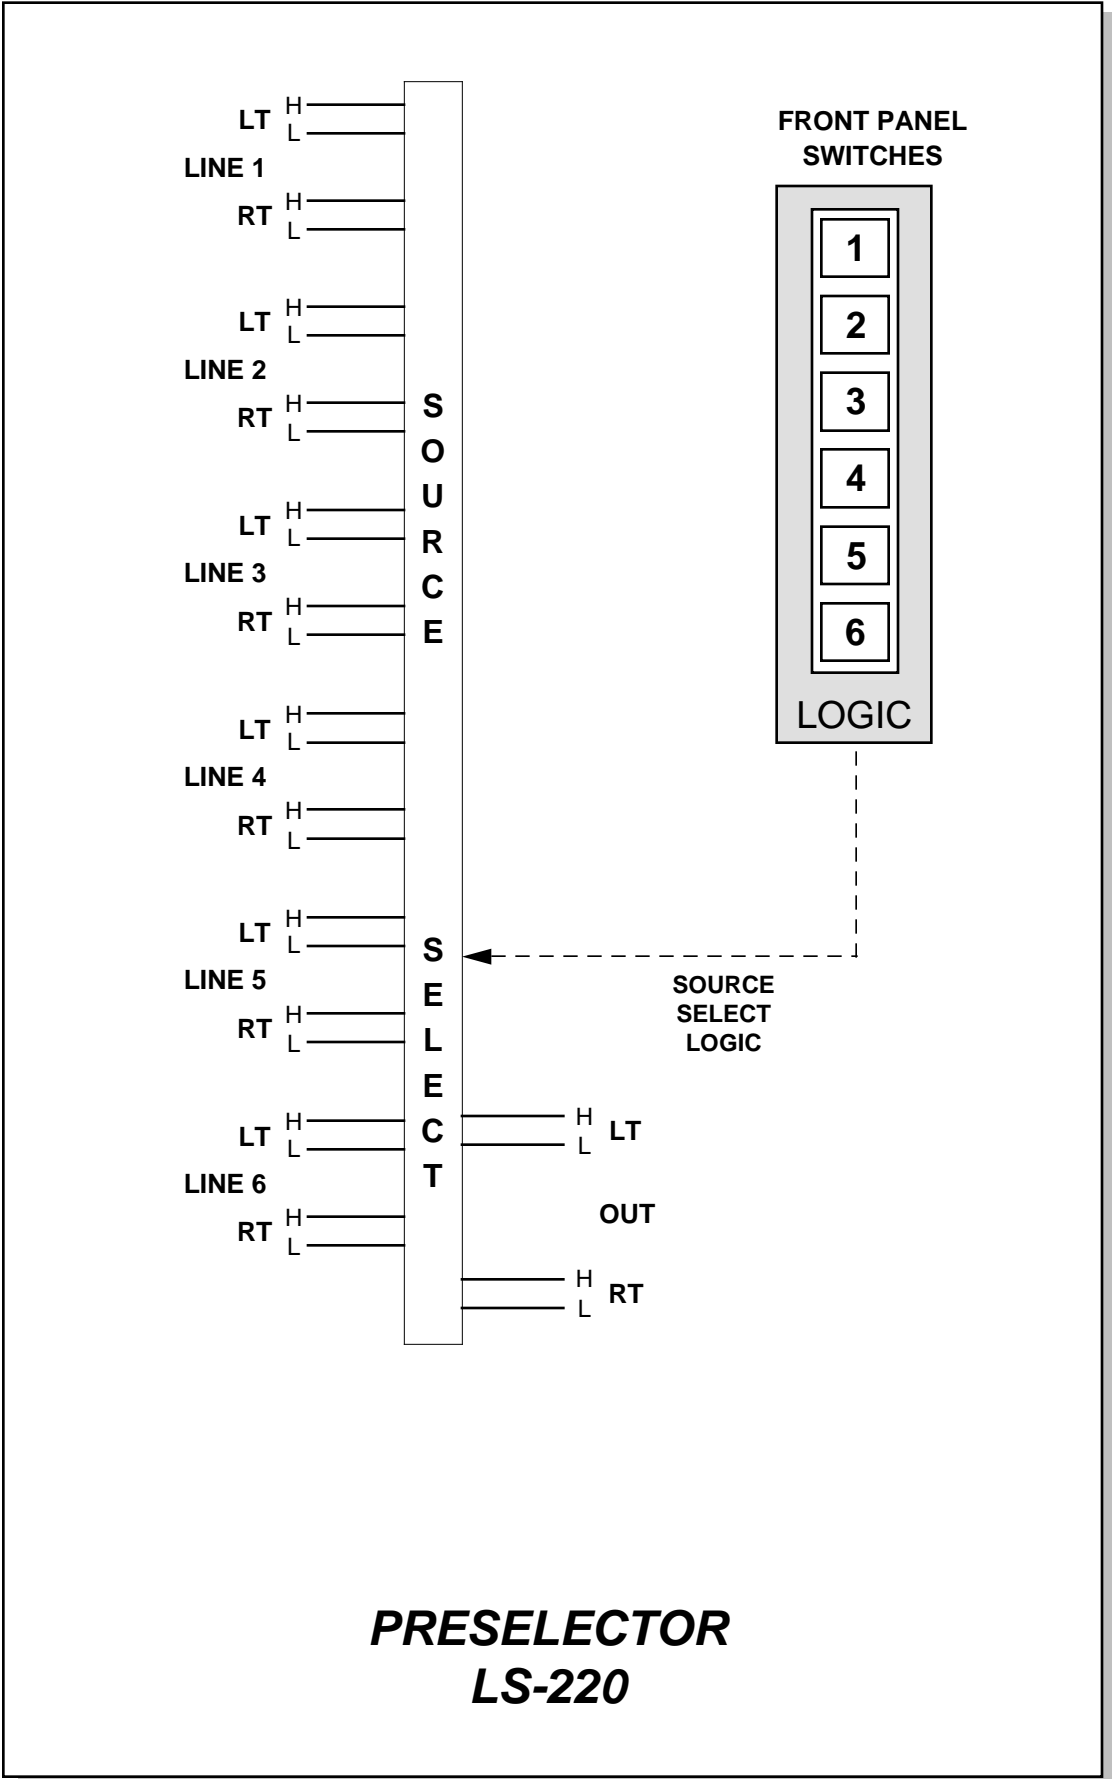 LT H
L
LINE 1
RT H
L
LT H
L
LINE 2
RT H
L
LT H
L
LINE 3
RT H
L
LT H
L
LINE 4
RT H
L
LT H
L
LINE 5
RT H
L
LT H
L
LINE 6
RT H
L
SOURCE
SELECT
FRONT PANEL
SWITCHES
1
2
3
4
5
6
LOGIC
SOURCE
SELECT
LOGIC
H LT
L
OUT
H RT
L
PRESELECTOR
LS-220